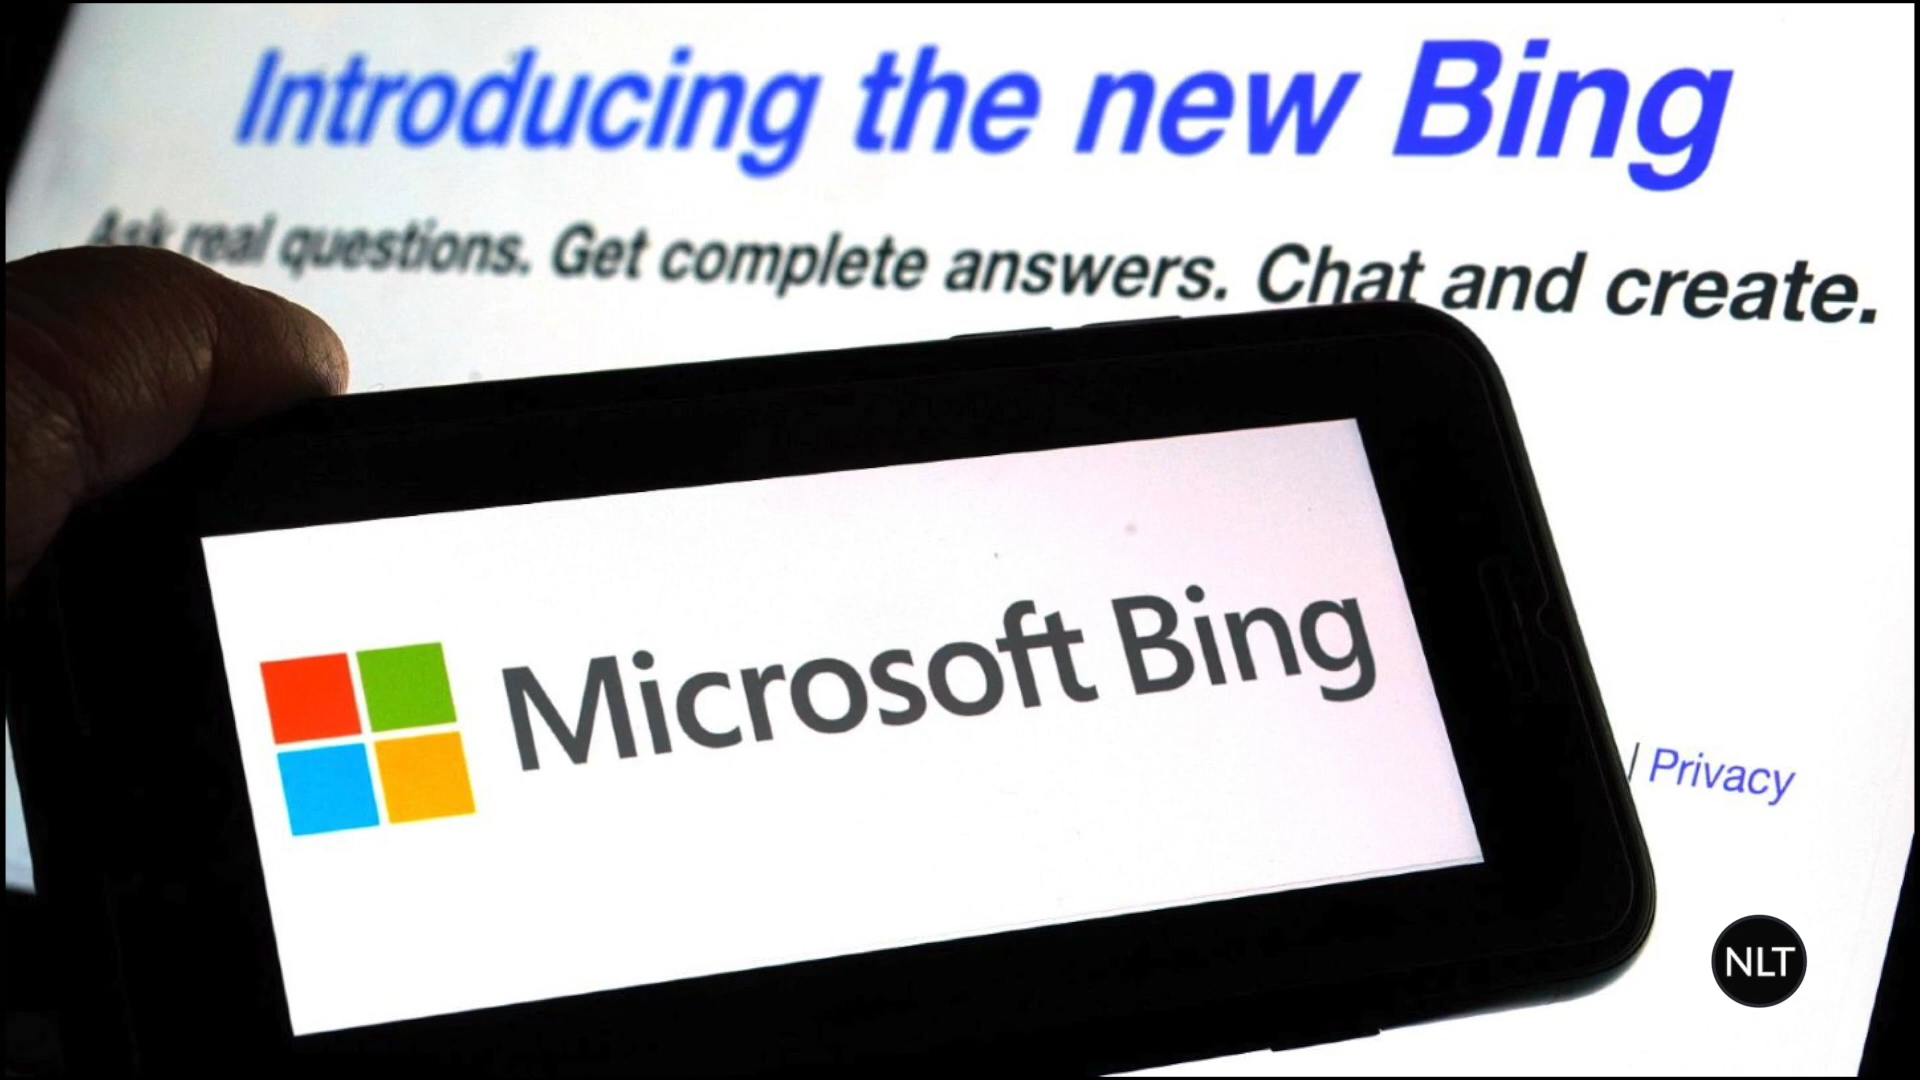 Introducing the new Bing
Ask real questions. Get complete answers. Chat and create.
Microsoft Bing
| Privacy
NLT